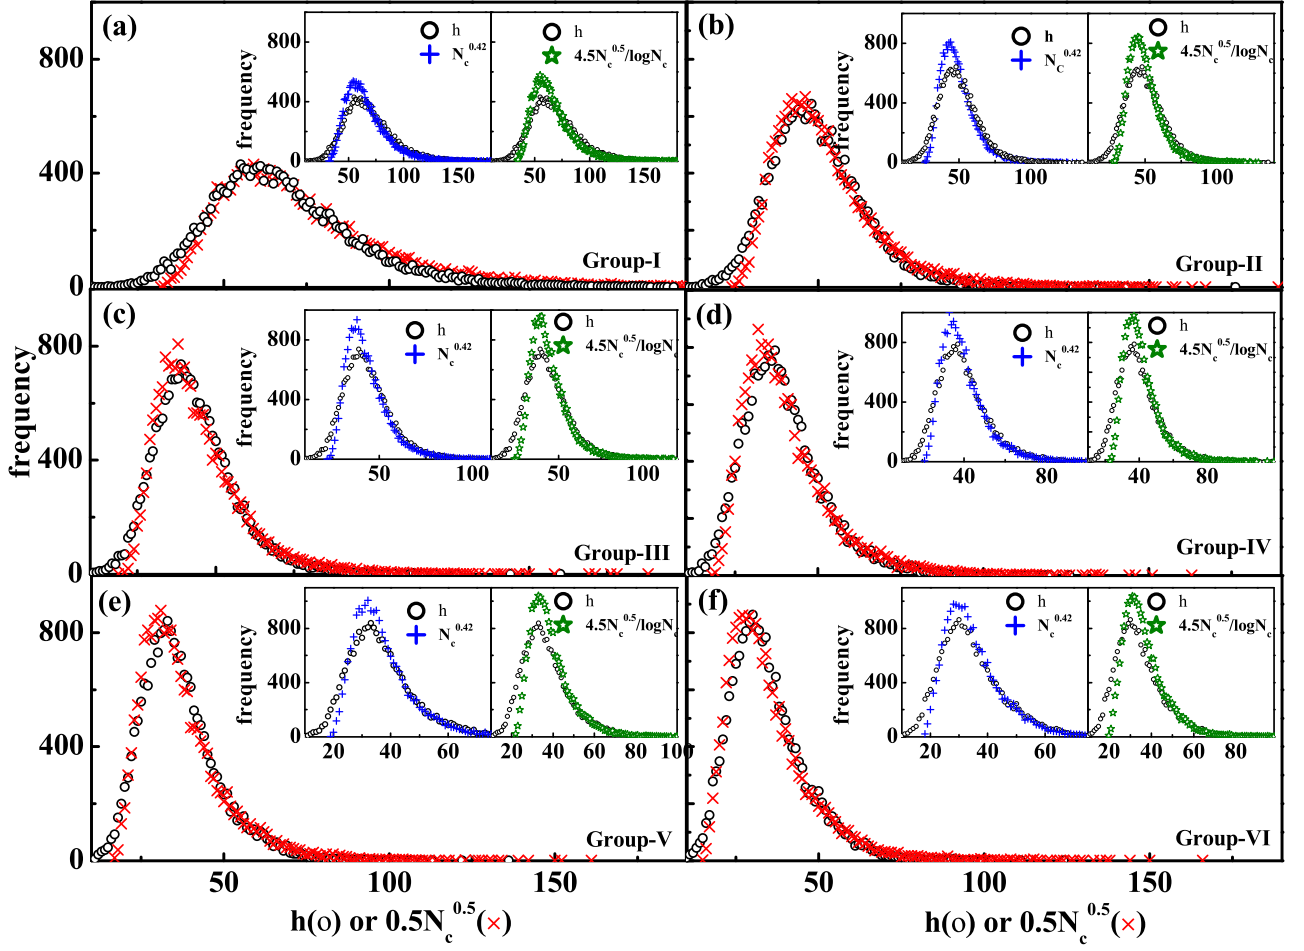 (a)
800
400
0
frequency
800
400
0
50 100 150
h
N_c^0.42
50 100 150
h
4.5N_c^0.5/logN_c
Group-I
(b)
frequency
800
400
0
50 100
h
N_C^0.42
50 100
h
4.5N_c^0.5/logN_c
Group-II
frequency
(c)
800
400
0
frequency
800
400
0
50 100
h
N_c^0.42
50 100
h
4.5N_c^0.5/logN_c
Group-III
(d)
frequency
800
400
0
40 80
h
N_c^0.42
40 80
h
4.5N_c^0.5/logN_c
Group-IV
(e)
800
400
0
frequency
800
400
0
20 40 60
h
N_c^0.42
20 40 60 80 100
h
4.5N_c^0.5/logN_c
Group-V
50 100 150
h(o) or 0.5N_c^0.5(×)
(f)
frequency
800
400
0
20 40 60
h
N_c^0.42
20 40 60 80
h
4.5N_c^0.5/logN_c
Group-VI
50 100 150
h(o) or 0.5N_c^0.5(×)